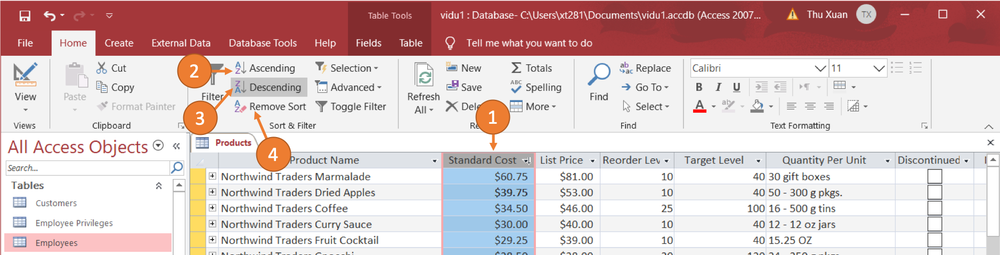 Table Tools
vidu1 : Database- C:\Users\xt281\Documents\vidu1.accdb (Access 2007...
Thu Xuan
TX
File Home Create External Data Database Tools Help Fields Table Tell me what you want to do
2 Ascending Selection New Totals Replace Calibri 11
Cut
Descending Advanced Save Spelling Go To B I U
Copy
View Paste Filter Refresh All Find
3 Remove Sort Toggle Filter 1 More Select
Format Painter
Views Clipboard Sort & Filter Find Text Formatting
All Access Objects
Products
4
Product Name Standard Cost List Price Reorder Lev Target Level Quantity Per Unit Discontinued
Search...
Northwind Traders Marmalade $60.75 $81.00 10 40 30 gift boxes
Tables
Northwind Traders Dried Apples $39.75 $53.00 10 40 50 - 300 g pkgs.
Customers
Northwind Traders Coffee $34.50 $46.00 25 100 16 - 500 g tins
Employee Privileges
Northwind Traders Curry Sauce $30.00 $40.00 10 40 12 - 12 oz jars
Employees
Northwind Traders Fruit Cocktail $29.25 $39.00 10 40 15.25 OZ